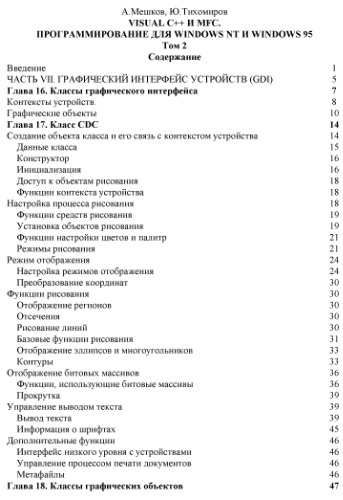 А.Мешков, Ю.Тихомиров
VISUAL C++ И MFC.
ПРОГРАММИРОВАНИЕ ДЛЯ WINDOWS NT И WINDOWS 95
Том 2
Содержание
Введение 1
ЧАСТЬ VII. ГРАФИЧЕСКИЙ ИНТЕРФЕЙС УСТРОЙСТВ (GDI) 5
Глава 16. Классы графического интерфейса 7
Контексты устройств 8
Графические объекты 10
Глава 17. Класс CDC 14
Создание объекта класса и его связь с контекстом устройства 14
Данные класса 15
Конструктор 16
Инициализация 16
Доступ к объектам рисования 18
Функции контекста устройства 18
Настройка процесса рисования 18
Функции средств рисования 19
Установка объектов рисования 19
Функции настройки цветов и палитр 21
Режимы рисования 21
Режим отображения 24
Настройка режимов отображения 24
Преобразование координат 30
Функции рисования 30
Отображение регионов 30
Отсечения 30
Рисование линий 30
Базовые функции рисования 31
Отображение эллипсов и многоугольников 33
Контуры 33
Отображение битовых массивов 36
Функции, использующие битовые массивы 36
Прокрутка 39
Управление выводом текста 39
Вывод текста 39
Информация о шрифтах 45
Дополнительные функции 46
Интерфейс низкого уровня с устройствами 46
Управление процессом печати документов 46
Метафайлы 46
Глава 18. Классы графических объектов 47